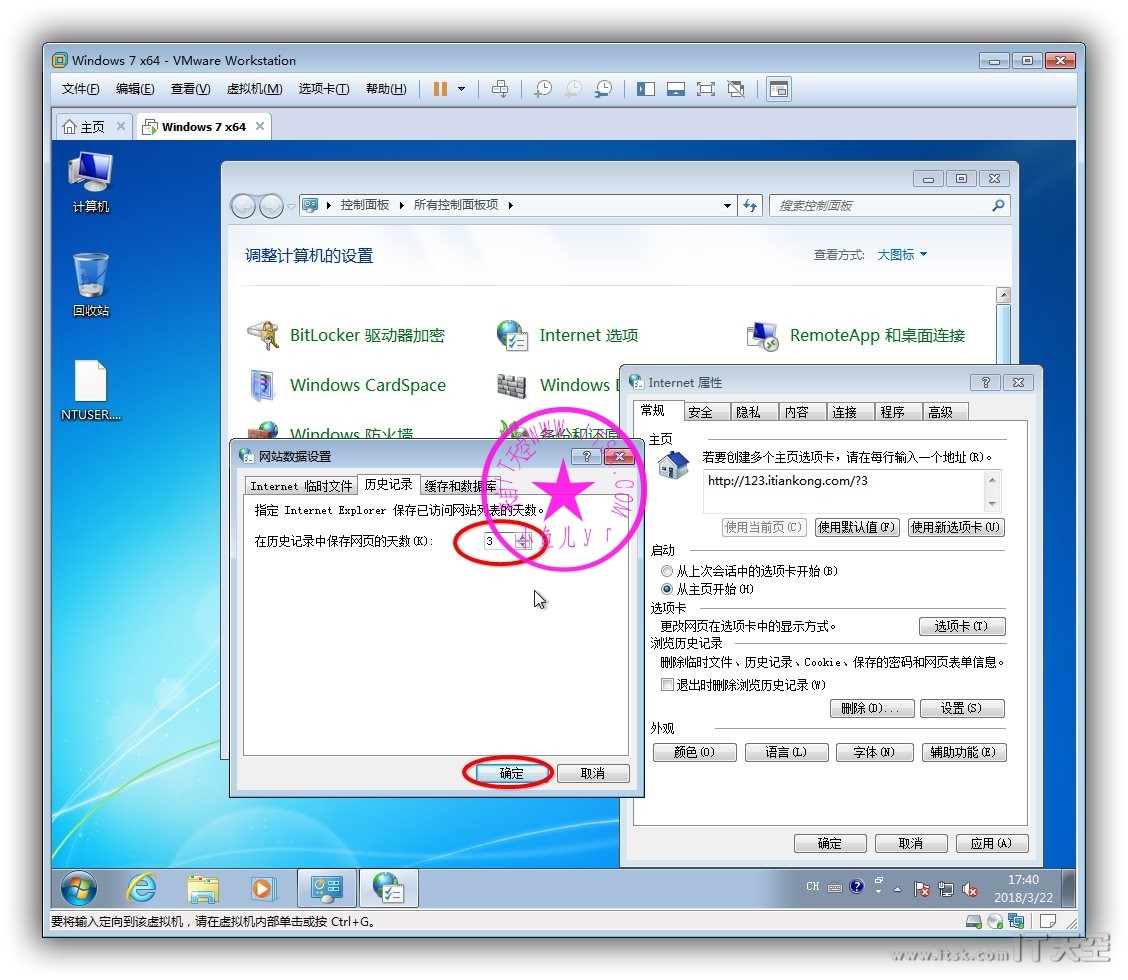 Windows 7 x64 - VMware Workstation
文件(F) 编辑(E) 查看(V) 虚拟机(M) 选项卡(T) 帮助(H)
主页 Windows 7 x64
计算机
回收站
NTUSER....
控制面板 所有控制面板项 搜索控制面板
调整计算机的设置
查看方式: 大图标
BitLocker 驱动器加密 Internet 选项 RemoteApp 和桌面连接
Windows CardSpace Windows
Windows 防火墙 备份和还原
Internet 属性
常规 安全 隐私 内容 连接 程序 高级
主页
若要创建多个主页选项卡，请在每行输入一个地址(R)。
http://123.itiankong.com/?3
使用当前页(C) 使用默认值(F) 使用新选项卡(U)
启动
从上次会话中的选项卡开始(B)
从主页开始(H)
选项卡
更改网页在选项卡中的显示方式。 选项卡(T)
浏览历史记录
删除临时文件、历史记录、Cookie、保存的密码和网页表单信息。
退出时删除浏览历史记录(W)
删除(D)... 设置(S)
外观
颜色(O) 语言(L) 字体(N) 辅助功能(E)
确定 取消 应用(A)
网站数据设置
Internet 临时文件 历史记录 缓存和数据库
指定 Internet Explorer 保存已访问网站列表的天数。
在历史记录中保存网页的天数(K): 3
确定 取消
小鱼儿yr
CH
17:40
2018/3/22
要将输入定向到该虚拟机，请在虚拟机内部单击或按 Ctrl+G。
www.itsk.com IT天空